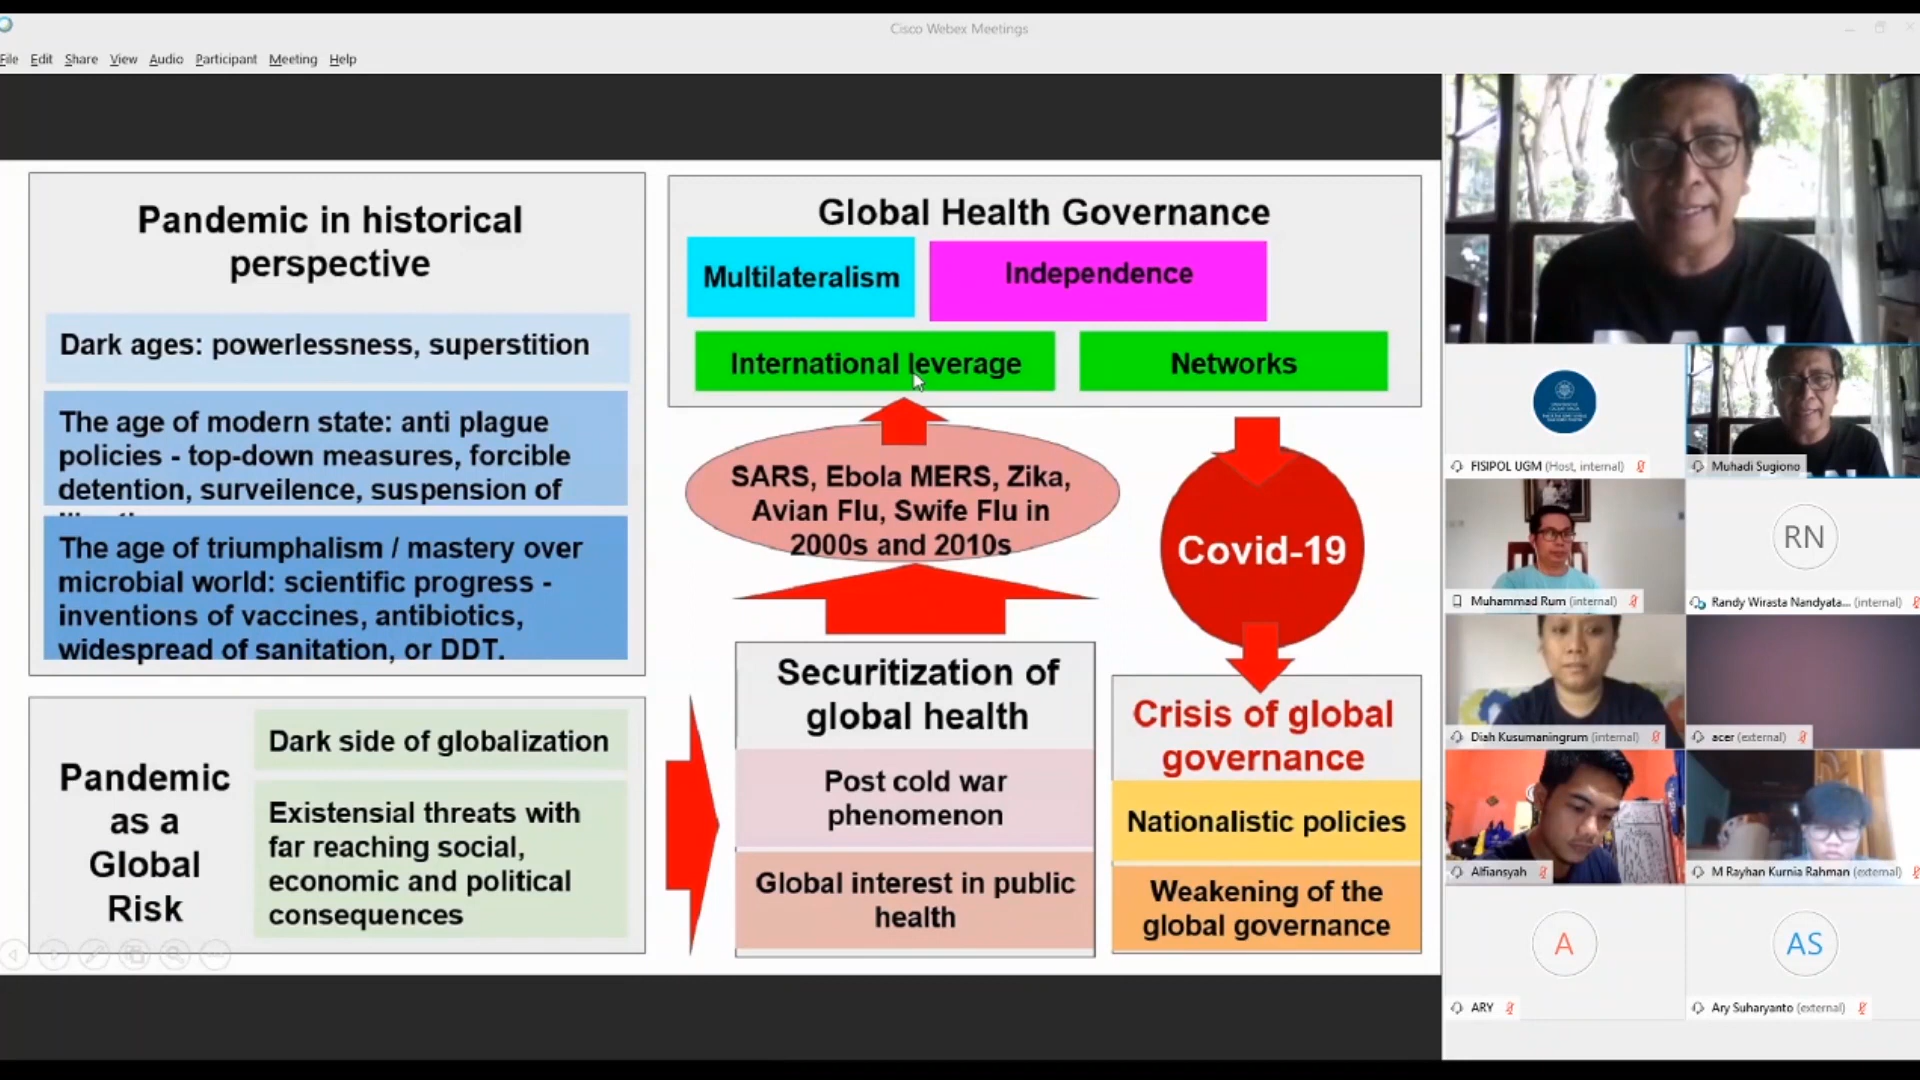 Cisco Webex Meetings
File Edit Share View Audio Participant Meeting Help
Pandemic in historical
perspective
Dark ages: powerlessness, superstition
The age of modern state: anti plague
policies - top-down measures, forcible
detention, surveilence, suspension of
The age of triumphalism / mastery over
microbial world: scientific progress -
inventions of vaccines, antibiotics,
widespread of sanitation, or DDT.
Pandemic
as a
Global
Risk
Dark side of globalization
Existensial threats with
far reaching social,
economic and political
consequences
Global Health Governance
Multilateralism
Independence
International leverage
Networks
SARS, Ebola MERS, Zika,
Avian Flu, Swife Flu in
2000s and 2010s
Covid-19
Securitization of
global health
Post cold war
phenomenon
Global interest in public
health
Crisis of global
governance
Nationalistic policies
Weakening of the
global governance
FISIPOL UGM (Host, internal)
Muhadi Sugiono
Muhammad Rum (internal)
RN
Randy Wirasta Nandyata... (internal)
Diah Kusumaningrum (internal)
acer (external)
Alfiansyah
M Rayhan Kurnia Rahman (external)
A
ARY
AS
Ary Suharyanto (external)